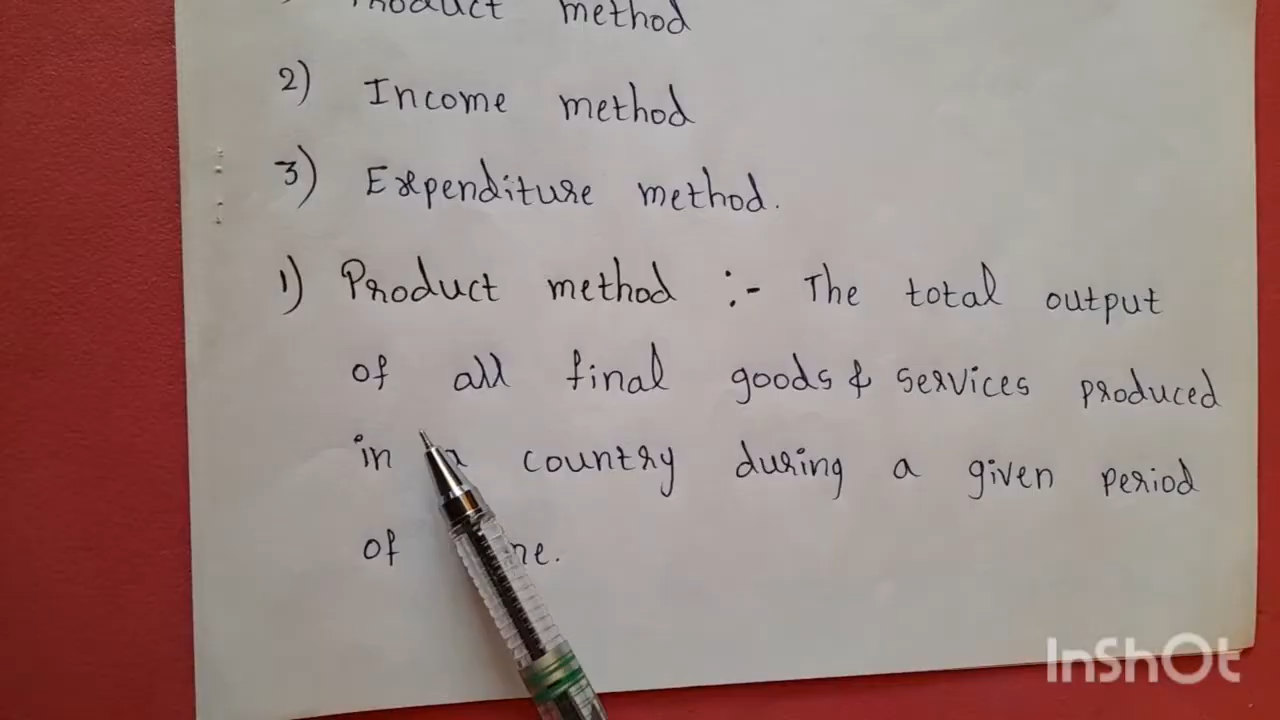 Product method
2) Income method
3) Expenditure method.
1) Product method :- The total output
of all final goods & services produced
in a country during a given period
of
InShOt